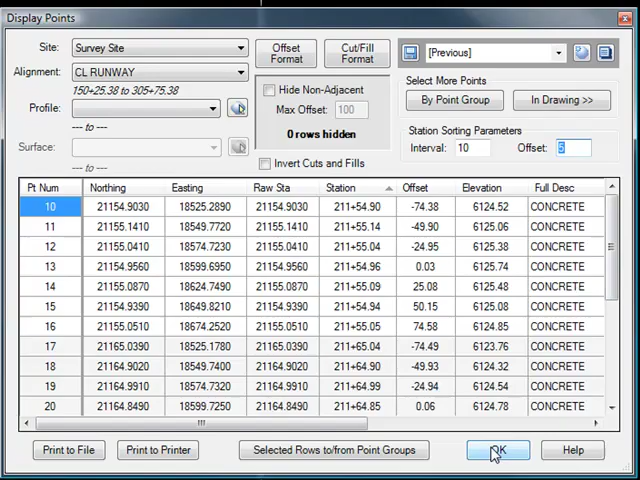 Display Points
Site: Survey Site
Alignment: CL RUNWAY
150+25.38 to 305+75.38
Profile:
--- to ---
Surface:
--- to ---
Offset Format
Cut/Fill Format
Hide Non-Adjacent
Max Offset: 100
0 rows hidden
Invert Cuts and Fills
[Previous]
Select More Points
By Point Group In Drawing >>
Station Sorting Parameters
Interval: 10 Offset: 5
Pt Num Northing Easting Raw Sta Station Offset Elevation Full Desc
10 21154.9030 18525.2890 21154.9030 211+54.90 -74.38 6124.52 CONCRETE
11 21155.1410 18549.7720 21155.1410 211+55.14 -49.90 6125.06 CONCRETE
12 21155.0410 18574.7230 21155.0410 211+55.04 -24.95 6125.38 CONCRETE
13 21154.9560 18599.6950 21154.9560 211+54.96 0.03 6125.74 CONCRETE
14 21155.0870 18624.7490 21155.0870 211+55.09 25.08 6125.48 CONCRETE
15 21154.9390 18649.8210 21154.9390 211+54.94 50.15 6125.08 CONCRETE
16 21155.0510 18674.2520 21155.0510 211+55.05 74.58 6124.85 CONCRETE
17 21165.0390 18525.1780 21165.0390 211+65.04 -74.49 6123.76 CONCRETE
18 21164.9020 18549.7400 21164.9020 211+64.90 -49.93 6124.32 CONCRETE
19 21164.9910 18574.7320 21164.9910 211+64.99 -24.94 6124.54 CONCRETE
20 21164.8490 18599.7250 21164.8490 211+64.85 0.06 6124.78 CONCRETE
Print to File Print to Printer Selected Rows to/from Point Groups OK Help